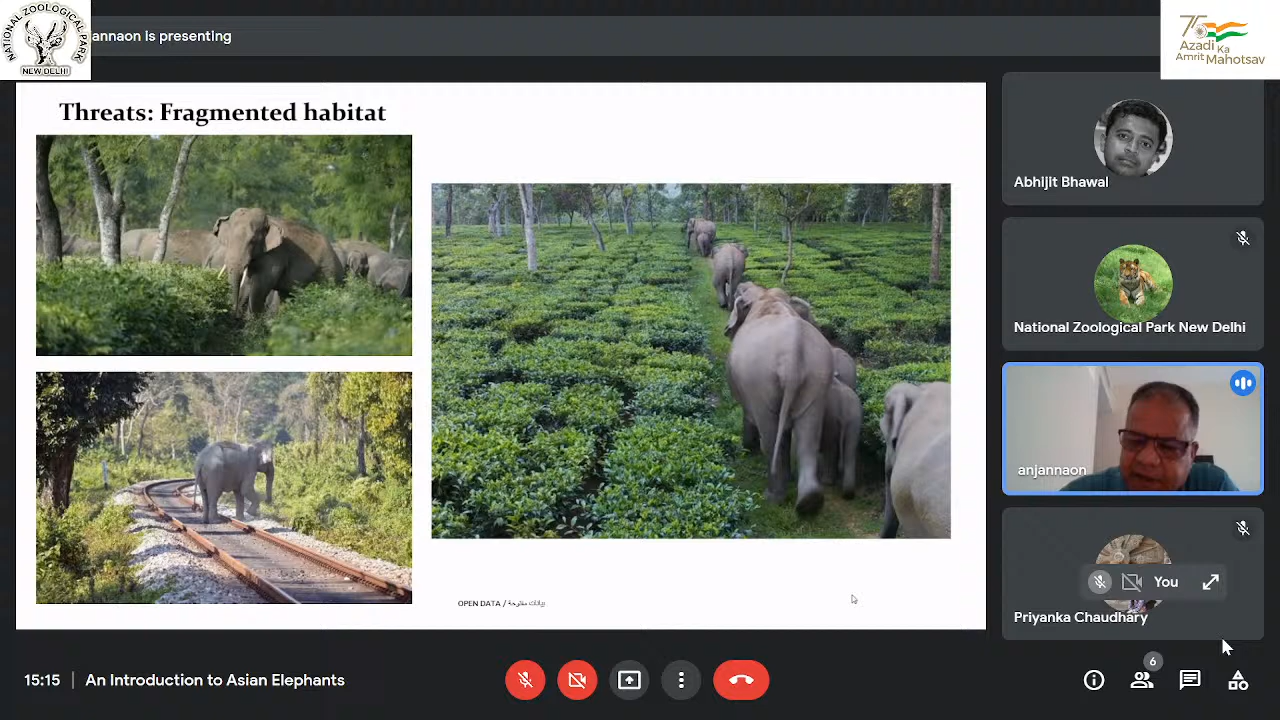 NATIONAL ZOOLOGICAL PARK
NEW DELHI
annaon is presenting
75
Azadi Ka
Amrit Mahotsav
Threats: Fragmented habitat
OPEN DATA / بيانات مفتوحة
Abhijit Bhawal
National Zoological Park New Delhi
anjannaon
You
Priyanka Chaudhary
15:15 | An Introduction to Asian Elephants
6